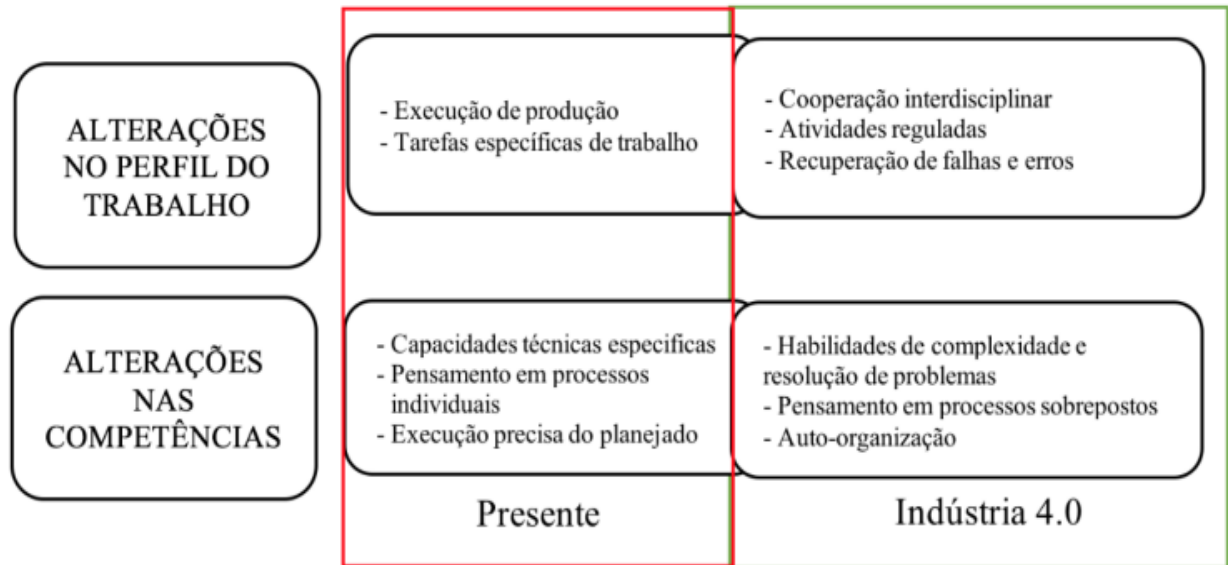 ALTERAÇÕES
NO PERFIL DO
TRABALHO
- Execução de produção
- Tarefas específicas de trabalho
- Cooperação interdisciplinar
- Atividades reguladas
- Recuperação de falhas e erros
ALTERAÇÕES
NAS
COMPETÊNCIAS
- Capacidades técnicas especificas
- Pensamento em processos
individuais
- Execução precisa do planejado
- Habilidades de complexidade e
resolução de problemas
- Pensamento em processos sobrepostos
- Auto-organização
Presente
Indústria 4.0